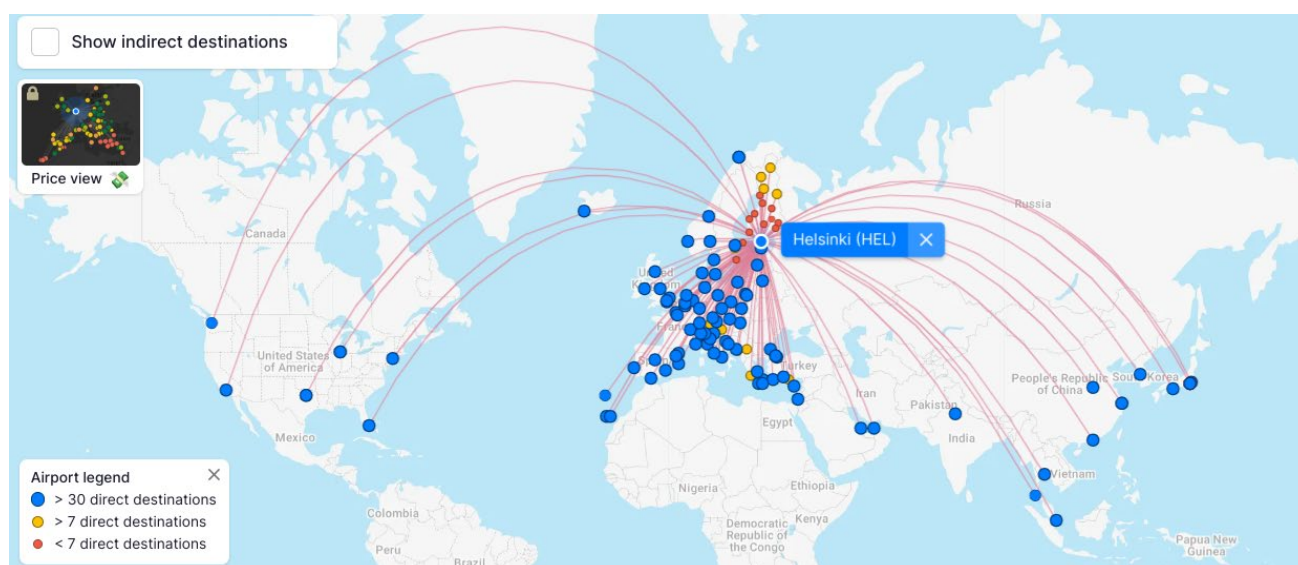 Show indirect destinations
Price view
Helsinki (HEL)
Russia
Canada
United
Kingdom
France
Spain
United States
of America
Turkey
Iran
Pakistan
People's Republic
of China
South Korea
Mexico
Egypt
India
Vietnam
Airport legend
> 30 direct destinations
> 7 direct destinations
< 7 direct destinations
Nigeria
Ethiopia
Colombia
Democratic
Republic of
the Congo
Kenya
Peru
Brazil
Papua New
Guinea